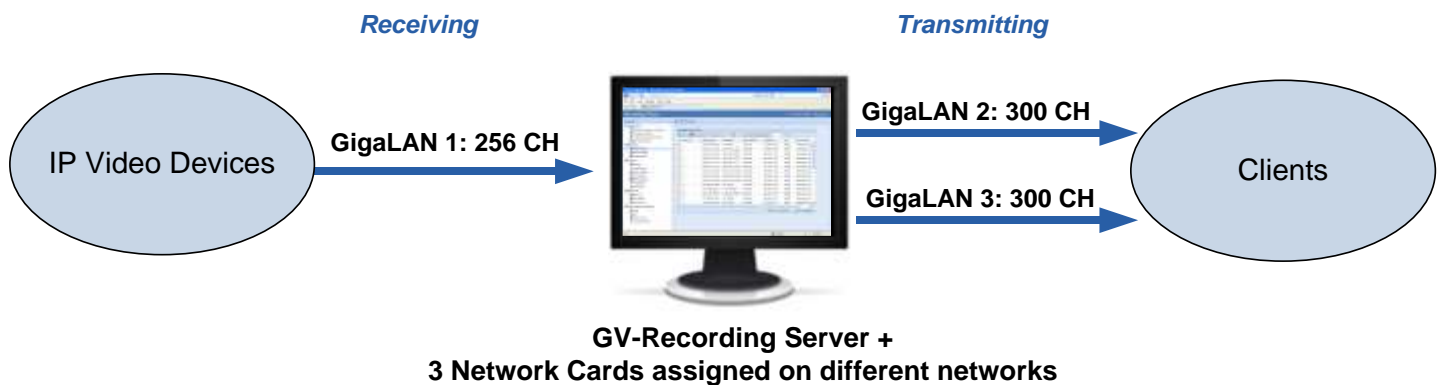 Receiving
Transmitting
IP Video Devices
GigaLAN 1: 256 CH
GigaLAN 2: 300 CH
GigaLAN 3: 300 CH
Clients
GV-Recording Server +
3 Network Cards assigned on different networks